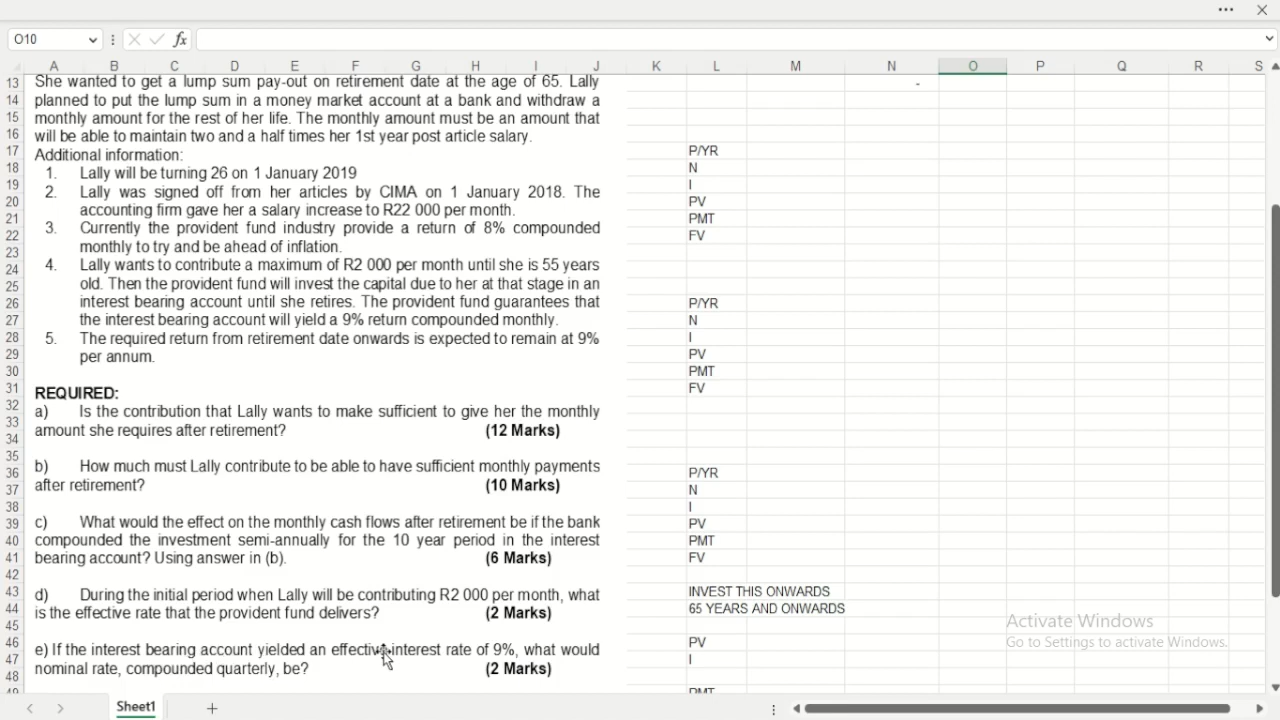 O10
fx
A B C D E F G H I J K L M N O P Q R S
13 She wanted to get a lump sum pay-out on retirement date at the age of 65. Lally
14 planned to put the lump sum in a money market account at a bank and withdraw a
15 monthly amount for the rest of her life. The monthly amount must be an amount that
16 will be able to maintain two and a half times her 1st year post article salary.
17 Additional information: P/YR
18 1. Lally will be turning 26 on 1 January 2019 N
19 2. Lally was signed off from her articles by CIMA on 1 January 2018. The I
20 accounting firm gave her a salary increase to R22 000 per month. PV
21 3. Currently the provident fund industry provide a return of 8% compounded PMT
22 monthly to try and be ahead of inflation. FV
23 4. Lally wants to contribute a maximum of R2 000 per month until she is 55 years
24 old. Then the provident fund will invest the capital due to her at that stage in an
25
26 interest bearing account until she retires. The provident fund guarantees that P/YR
27 the interest bearing account will yield a 9% return compounded monthly. N
28 5. The required return from retirement date onwards is expected to remain at 9% I
29 per annum. PV
30 PMT
31 REQUIRED: FV
32 a) Is the contribution that Lally wants to make sufficient to give her the monthly
33 amount she requires after retirement? (12 Marks)
34
35 b) How much must Lally contribute to be able to have sufficient monthly payments
36 after retirement? (10 Marks) P/YR
37 N
38 c) What would the effect on the monthly cash flows after retirement be if the bank I
39 compounded the investment semi-annually for the 10 year period in the interest PV
40 PMT
41 bearing account? Using answer in (b). (6 Marks) FV
42
43 d) During the initial period when Lally will be contributing R2 000 per month, what INVEST THIS ONWARDS
44 is the effective rate that the provident fund delivers? (2 Marks) 65 YEARS AND ONWARDS
45
46 e) If the interest bearing account yielded an effective interest rate of 9%, what would PV
47 nominal rate, compounded quarterly, be? (2 Marks) I
48
49 PMT
Activate Windows
Go to Settings to activate Windows.
Sheet1